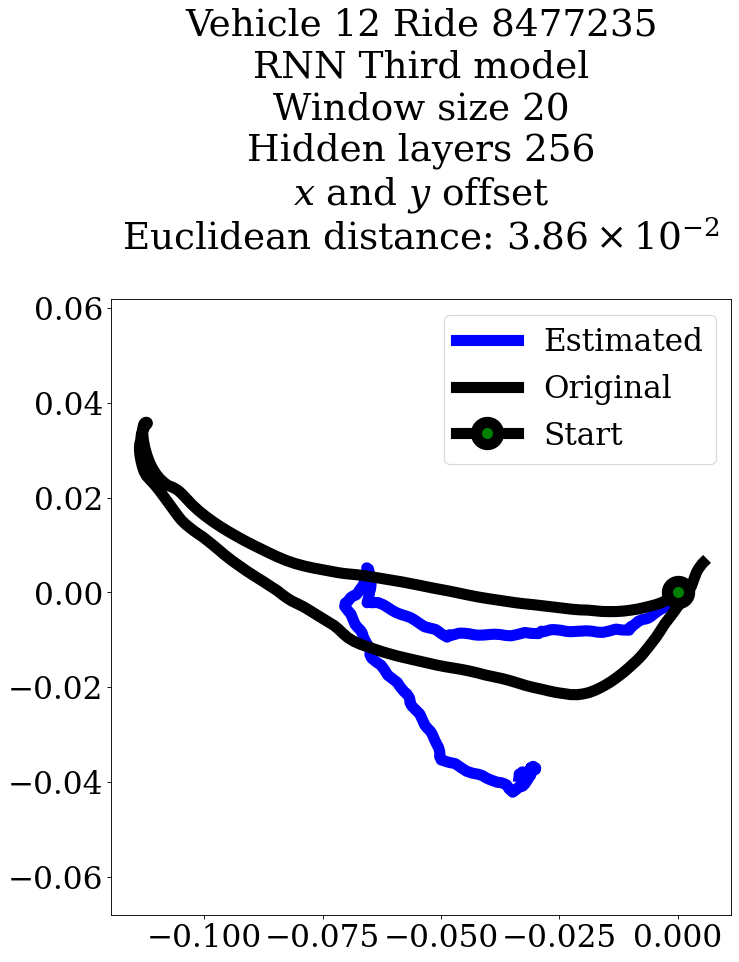 Vehicle 12 Ride 8477235
RNN Third model
Window size 20
Hidden layers 256
x and y offset
Euclidean distance: 3.86 × 10⁻²
Estimated
Original
Start
0.06
0.04
0.02
0.00
−0.02
−0.04
−0.06
−0.100 −0.075 −0.050 −0.025 0.000